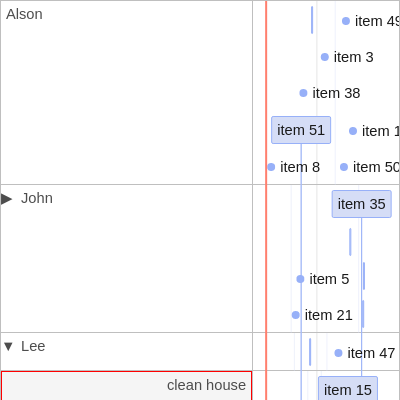 Alson
item 49
item 3
item 38
item 51
item 1
item 8
item 50
▶ John
item 35
item 5
item 21
▼ Lee
item 47
clean house
item 15